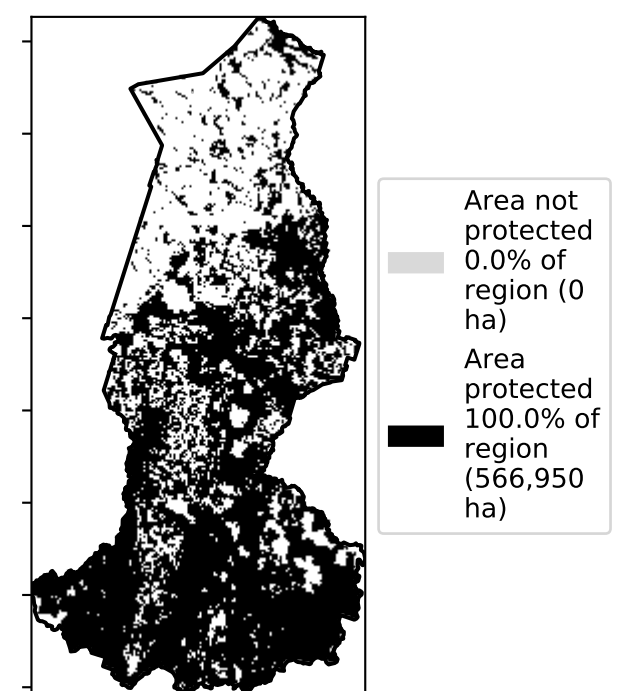 Area not
protected
0.0% of
region (0
ha)
Area
protected
100.0% of
region
(566,950
ha)